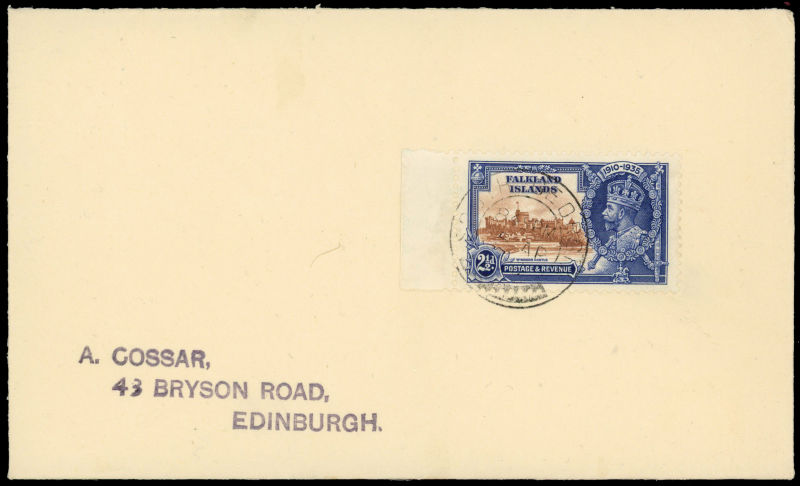 1910-1935
FALKLAND
ISLANDS
WINDSOR CASTLE
2½d.
POSTAGE & REVENUE
A. COSSAR,
43 BRYSON ROAD,
EDINBURGH.